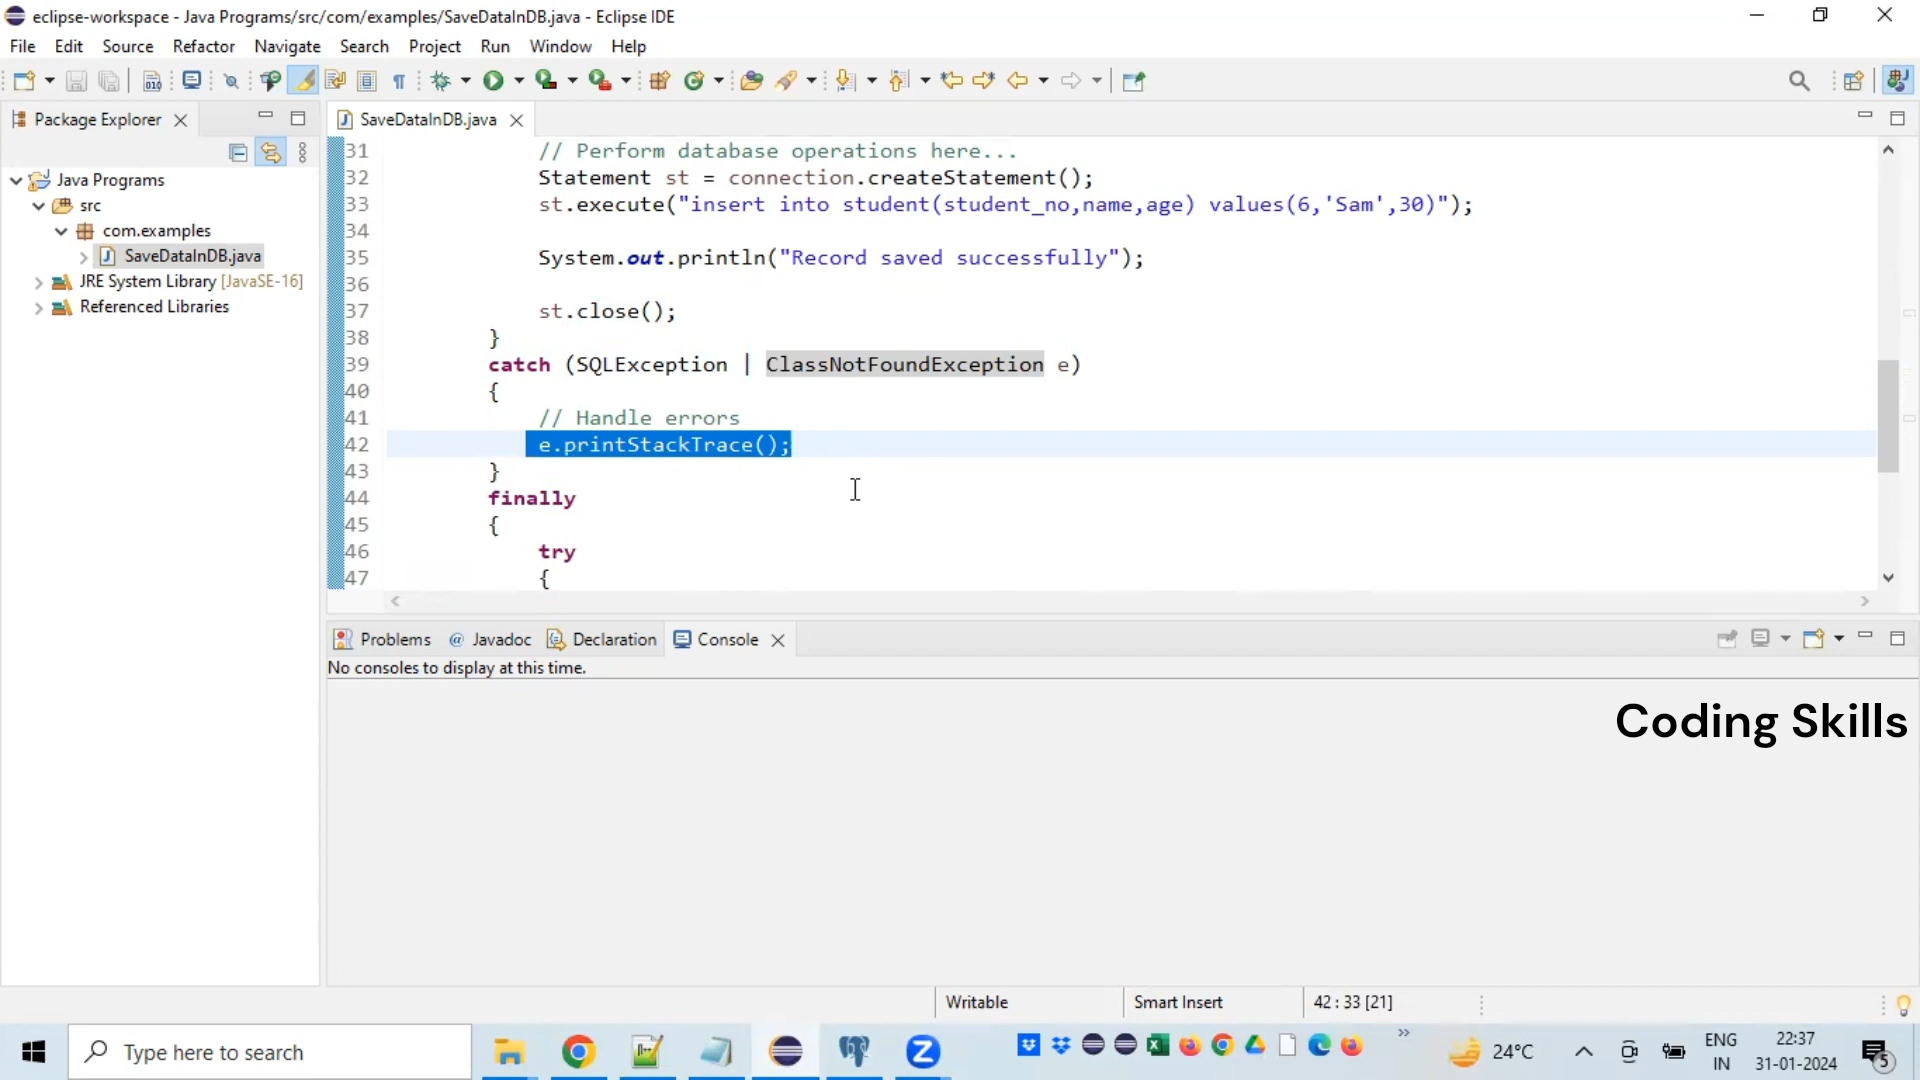 eclipse-workspace - Java Programs/src/com/examples/SaveDataInDB.java - Eclipse IDE
File Edit Source Refactor Navigate Search Project Run Window Help
Package Explorer
SaveDataInDB.java
Java Programs
src
com.examples
SaveDataInDB.java
JRE System Library [JavaSE-16]
Referenced Libraries
31 // Perform database operations here...
32 Statement st = connection.createStatement();
33 st.execute("insert into student(student_no,name,age) values(6,'Sam',30)");
34
35 System.out.println("Record saved successfully");
36
37 st.close();
38 }
39 catch (SQLException | ClassNotFoundException e)
40 {
41 // Handle errors
42 e.printStackTrace();
43 }
44 finally
45 {
46 try
47 {
Problems @ Javadoc Declaration Console
No consoles to display at this time.
Coding Skills
Writable Smart Insert 42 : 33 [21]
Type here to search
24°C
ENG
IN
22:37
31-01-2024
5